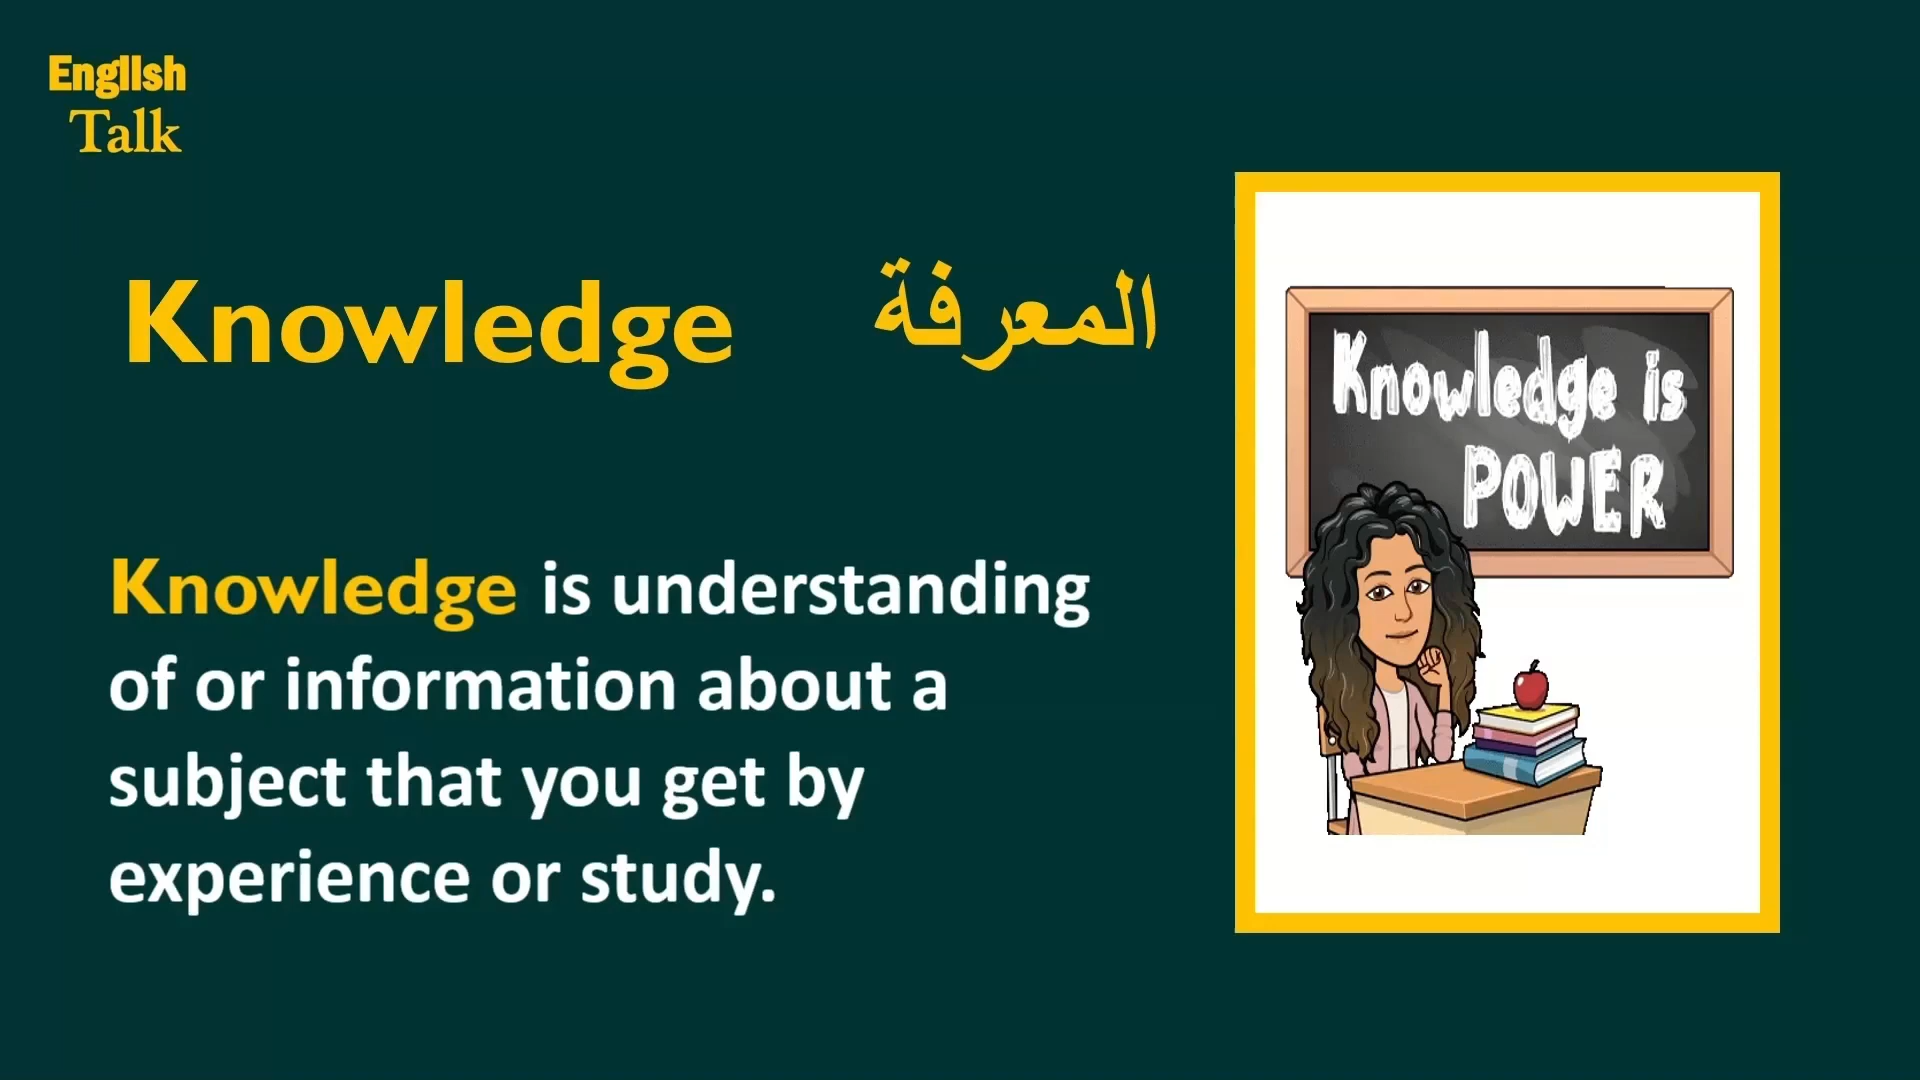 English
Talk
Knowledge
المعرفة
Knowledge is understanding
of or information about a
subject that you get by
experience or study.
Knowledge is
POWER